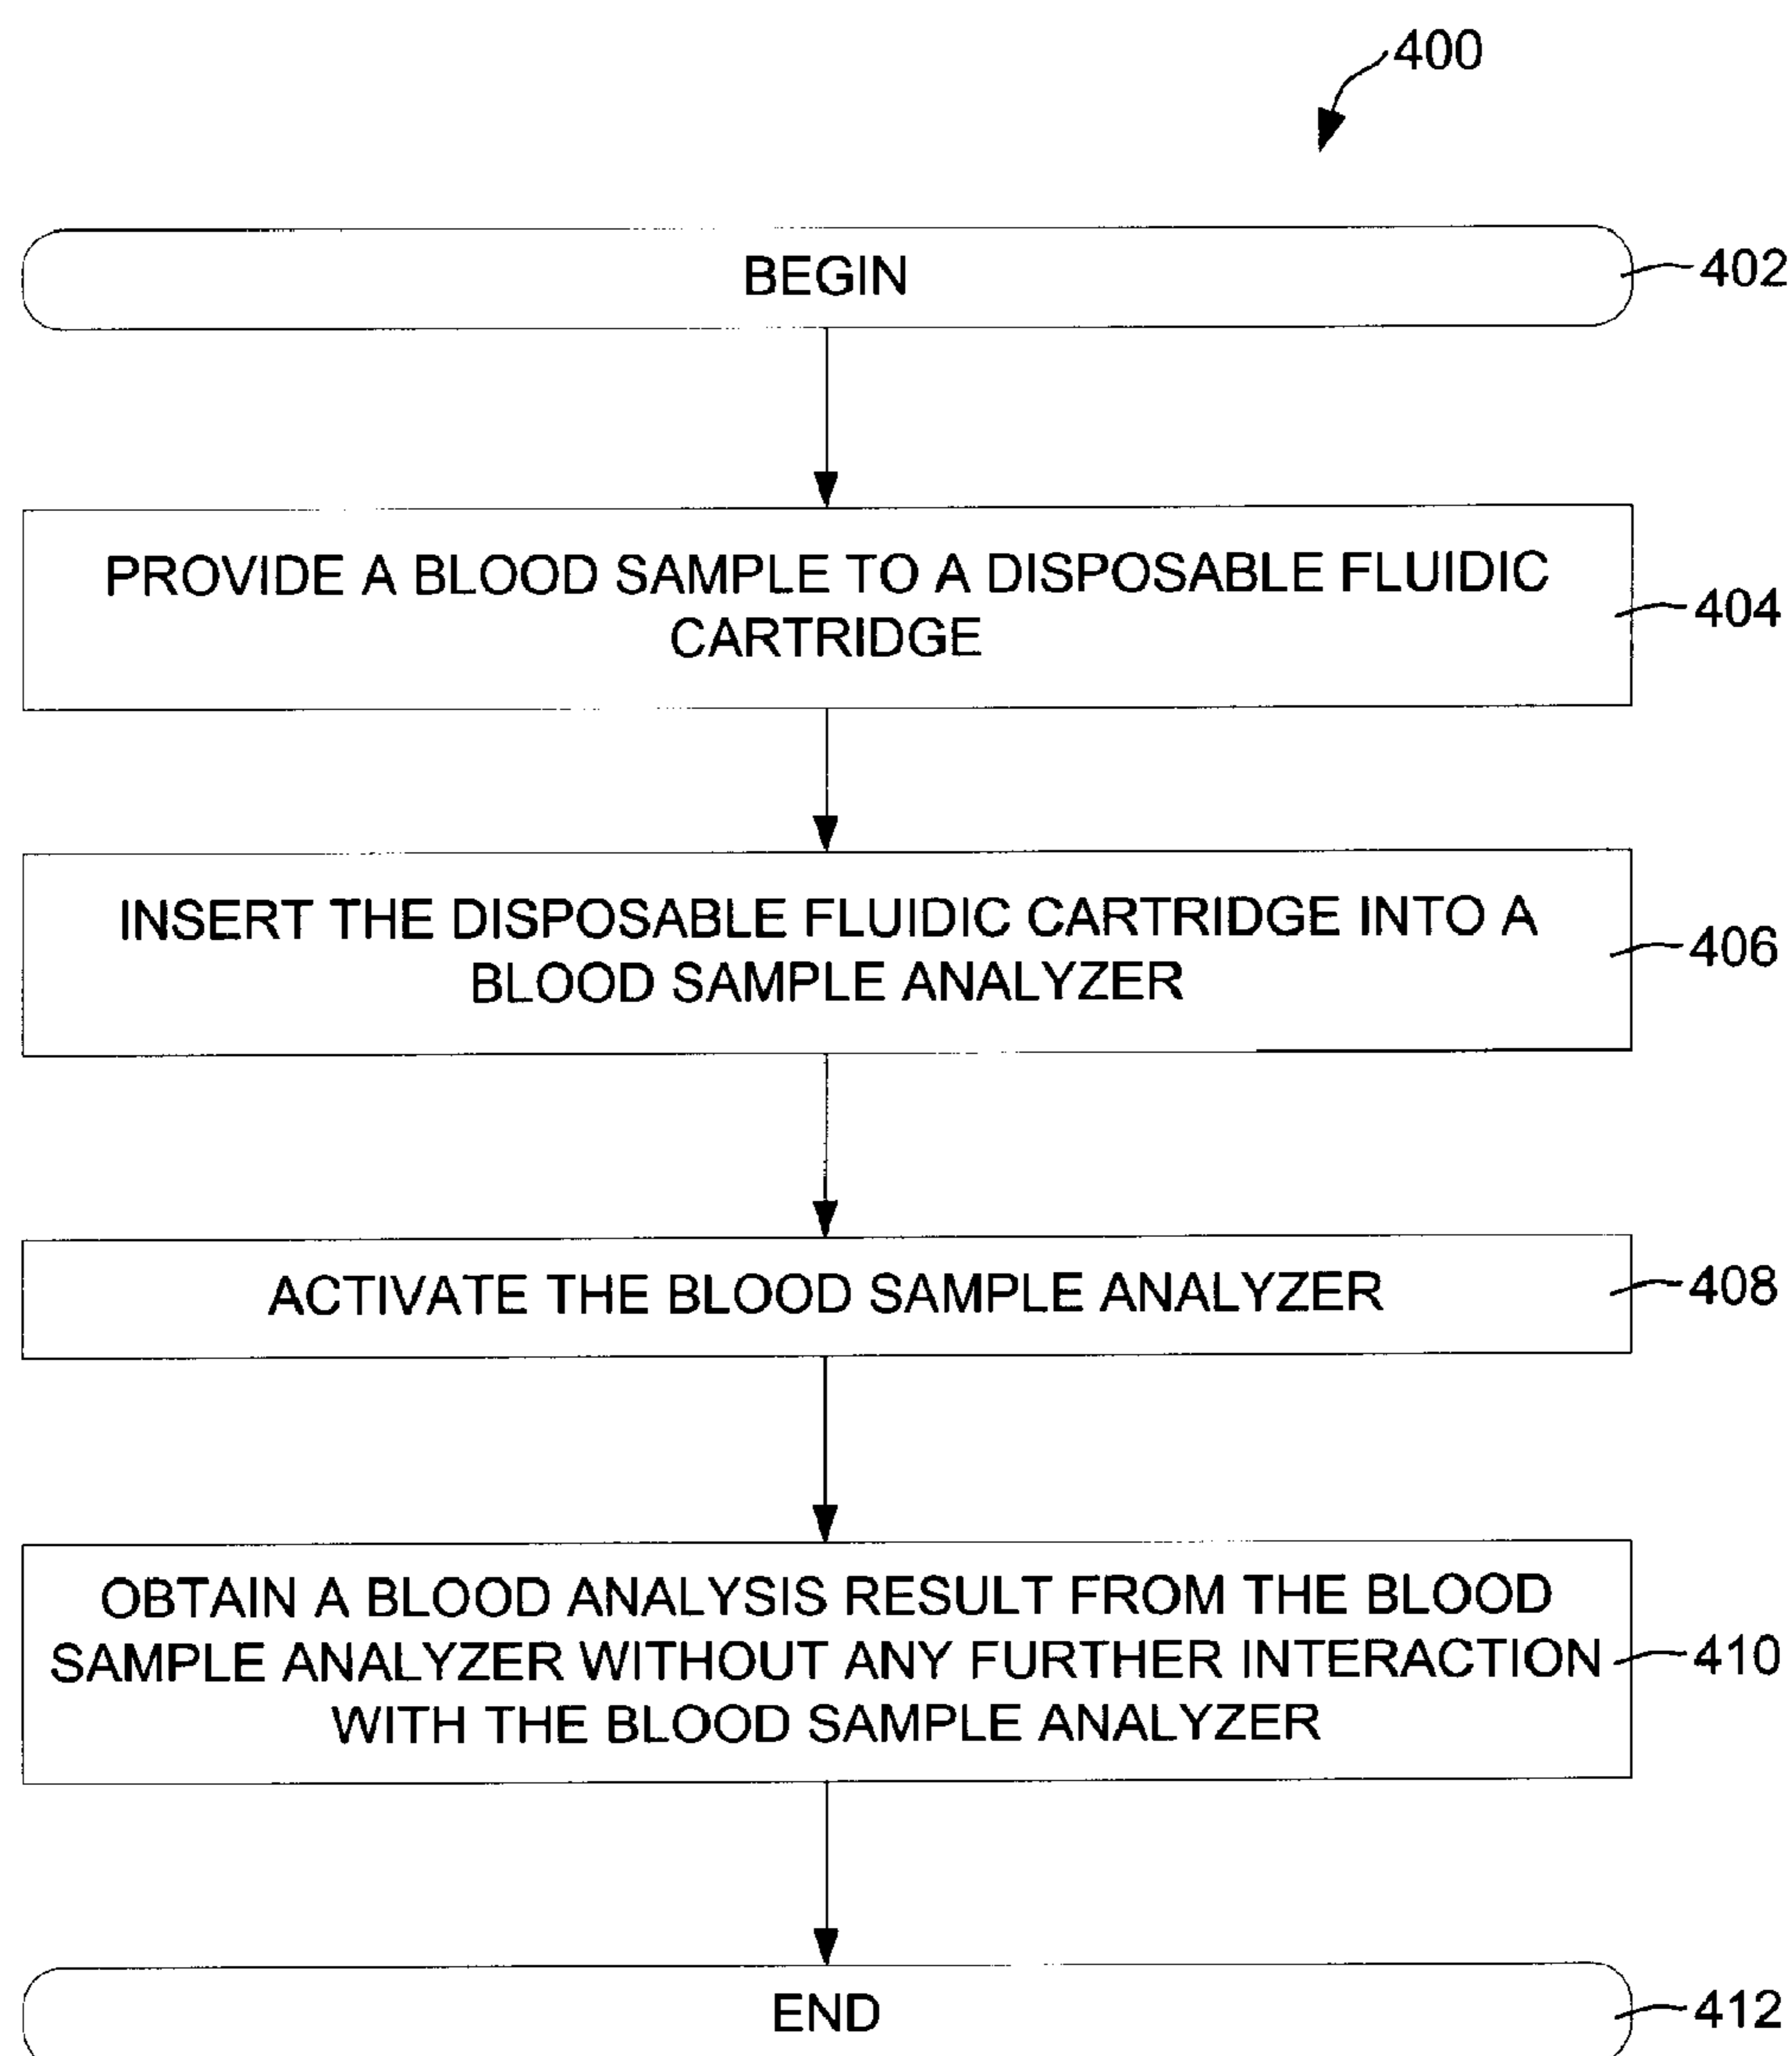 400
BEGIN
402
PROVIDE A BLOOD SAMPLE TO A DISPOSABLE FLUIDIC
CARTRIDGE
404
INSERT THE DISPOSABLE FLUIDIC CARTRIDGE INTO A
BLOOD SAMPLE ANALYZER
406
ACTIVATE THE BLOOD SAMPLE ANALYZER
408
OBTAIN A BLOOD ANALYSIS RESULT FROM THE BLOOD
SAMPLE ANALYZER WITHOUT ANY FURTHER INTERACTION
WITH THE BLOOD SAMPLE ANALYZER
410
END
412